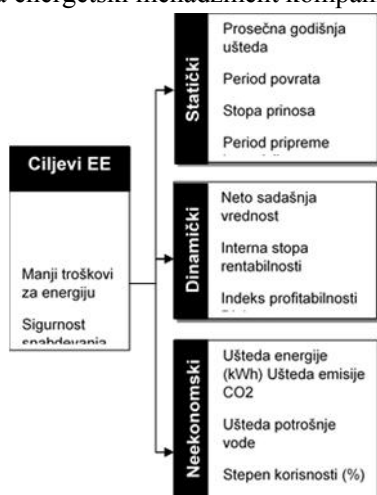 energetski menadžment kompan
Statički
Prosečna godišnja
ušteda
Period povrata
Stopa prinosa
Period pripreme
Ciljevi EE
Manji troškovi
za energiju
Sigurnost
snabdevanja
Dinamički
Neto sadašnja
vrednost
Interna stopa
rentabilnosti
Indeks profitabilnosti
Neekonomski
Ušteda energije
(kWh) Ušteda emisije
CO2
Ušteda potrošnje
vode
Stepen korisnosti (%)